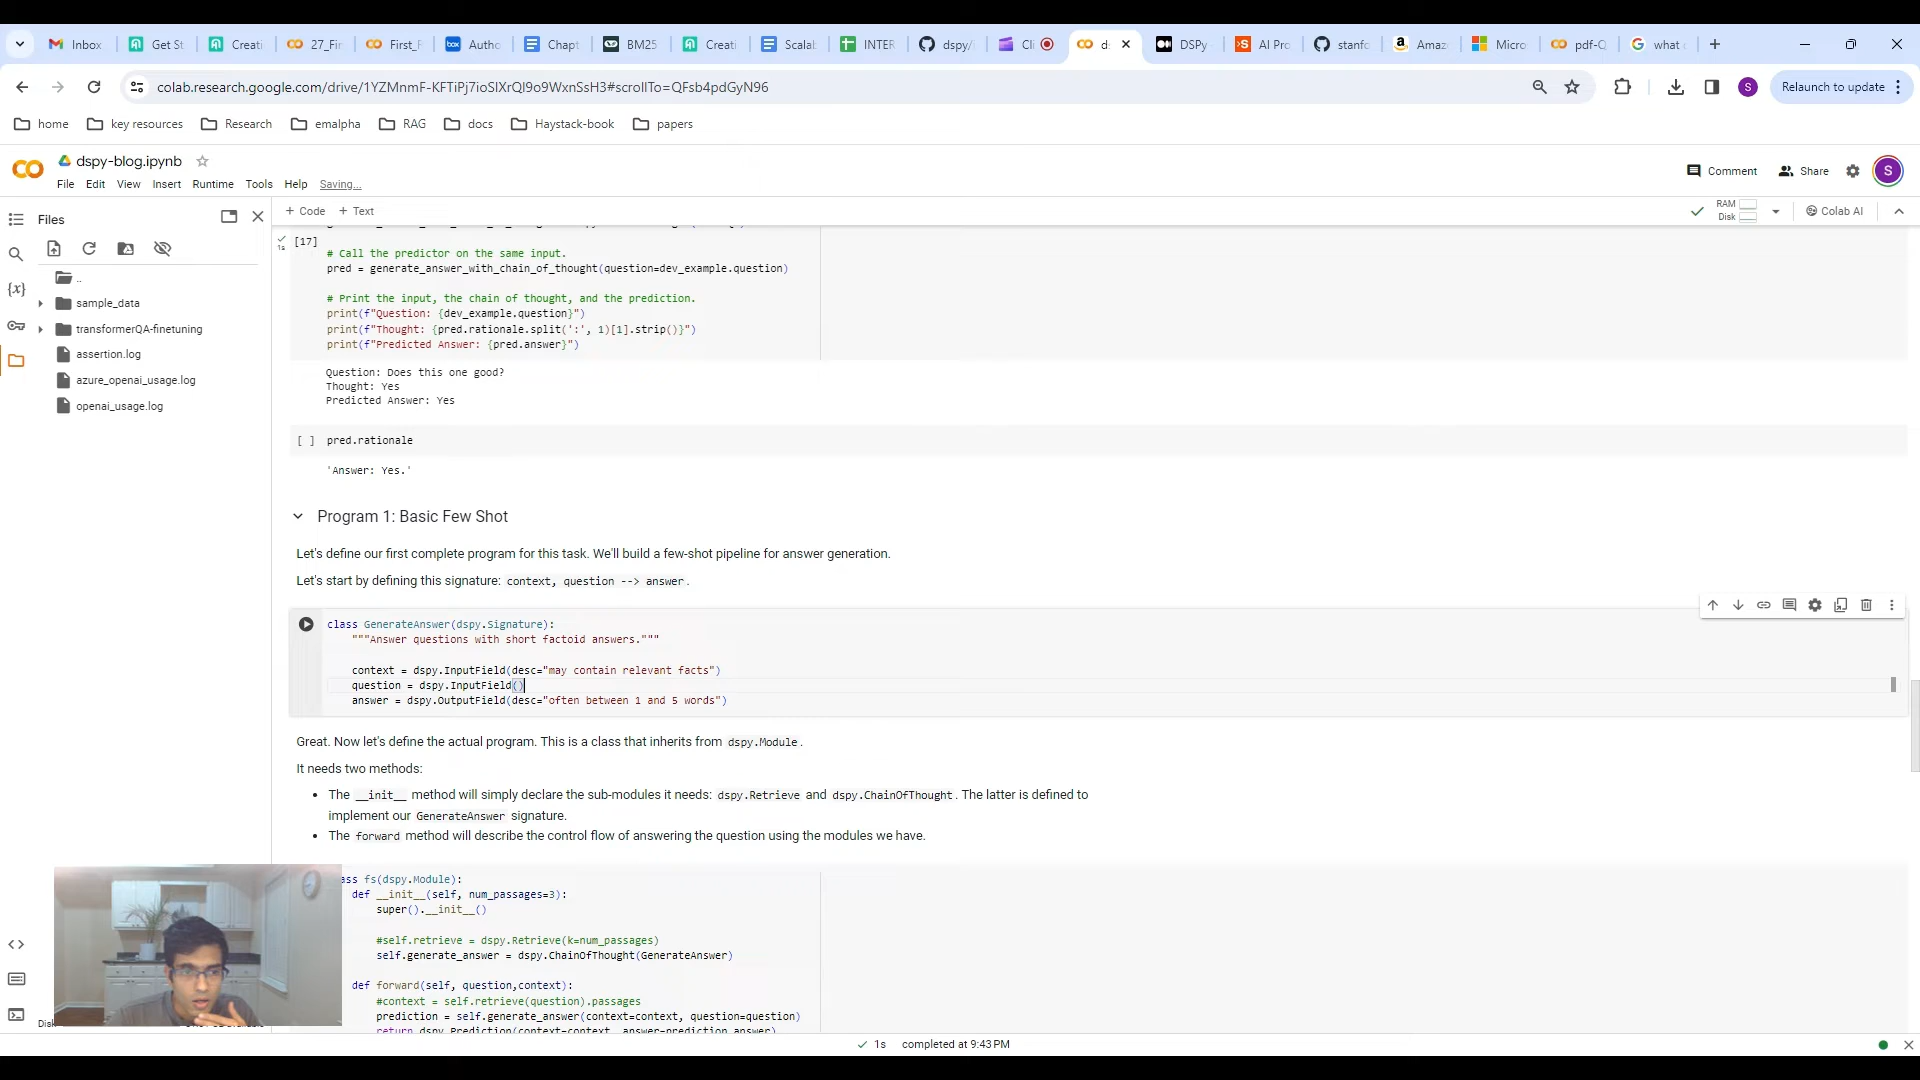 Inbox
Get St
Creati
27_Fir
First_F
Autho
Chapt
BM25
Creati
Scalab
INTER
dspy/
Cli
d:
DSPy
AI Pro
stanfo
Amaz
Micro
pdf-Q
what
colab.research.google.com/drive/1YZMnmF-KFTiPj7ioSlXrQl9o9WxnSsH3#scrollTo=QFsb4pdGyN96
S
Relaunch to update
home
key resources
Research
emalpha
RAG
docs
Haystack-book
papers
dspy-blog.ipynb
File Edit View Insert Runtime Tools Help Saving...
Comment
Share
S
Files
+ Code + Text
RAM
Disk
Colab AI
..
sample_data
transformerQA-finetuning
assertion.log
azure_openai_usage.log
openai_usage.log
1s
[17]
# Call the predictor on the same input.
pred = generate_answer_with_chain_of_thought(question=dev_example.question)
# Print the input, the chain of thought, and the prediction.
print(f"Question: {dev_example.question}")
print(f"Thought: {pred.rationale.split(':', 1)[1].strip()}")
print(f"Predicted Answer: {pred.answer}")
Question: Does this one good?
Thought: Yes
Predicted Answer: Yes
[ ] pred.rationale
'Answer: Yes.'
Program 1: Basic Few Shot
Let's define our first complete program for this task. We'll build a few-shot pipeline for answer generation.
Let's start by defining this signature: context, question --> answer.
class GenerateAnswer(dspy.Signature):
"""Answer questions with short factoid answers."""
context = dspy.InputField(desc="may contain relevant facts")
question = dspy.InputField()
answer = dspy.OutputField(desc="often between 1 and 5 words")
Great. Now let's define the actual program. This is a class that inherits from dspy.Module.
It needs two methods:
• The __init__ method will simply declare the sub-modules it needs: dspy.Retrieve and dspy.ChainOfThought. The latter is defined to
implement our GenerateAnswer signature.
• The forward method will describe the control flow of answering the question using the modules we have.
ass fs(dspy.Module):
def __init__(self, num_passages=3):
super().__init__()
#self.retrieve = dspy.Retrieve(k=num_passages)
self.generate_answer = dspy.ChainOfThought(GenerateAnswer)
def forward(self, question,context):
#context = self.retrieve(question).passages
prediction = self.generate_answer(context=context, question=question)
return dspy.Prediction(context=context, answer=prediction.answer)
Disk
1s completed at 9:43 PM